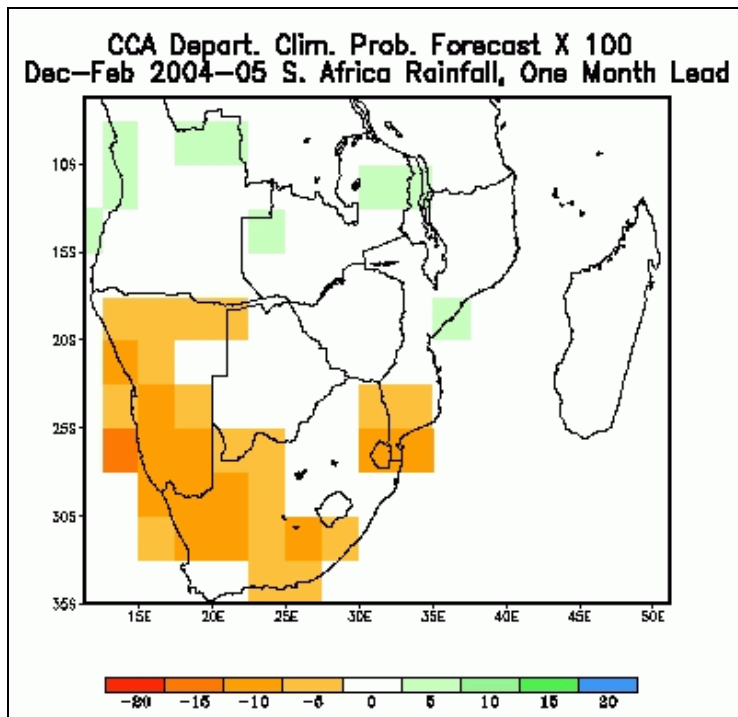 CCA Depart. Clim. Prob. Forecast X 100
Dec-Feb 2004-05 S. Africa Rainfall, One Month Lead
10S
15S
20S
25S
30S
35S
15E 20E 25E 30E 35E 40E 45E 50E
-20 -15 -10 -5 0 5 10 15 20